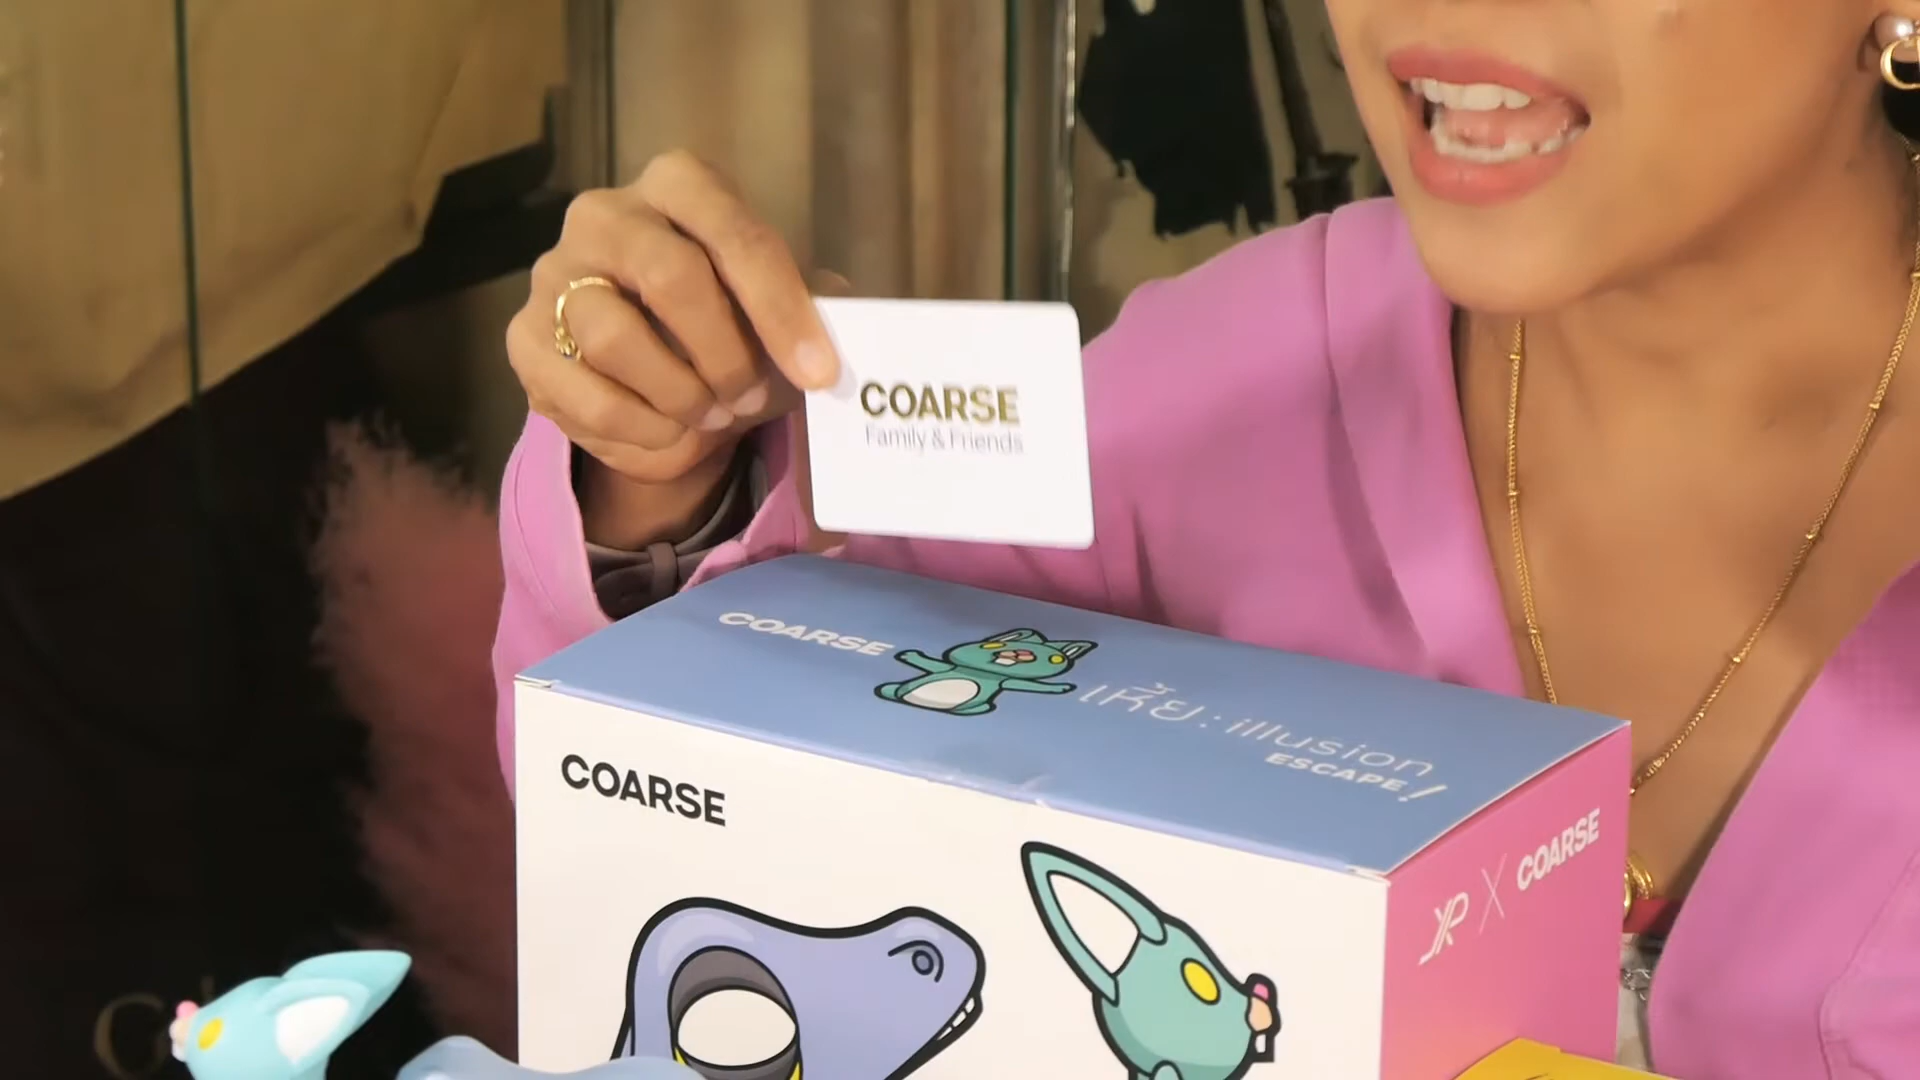 COARSE
Family & Friends
COARSE
เหี้ย: illusion
ESCAPE!
COARSE
JP X COARSE